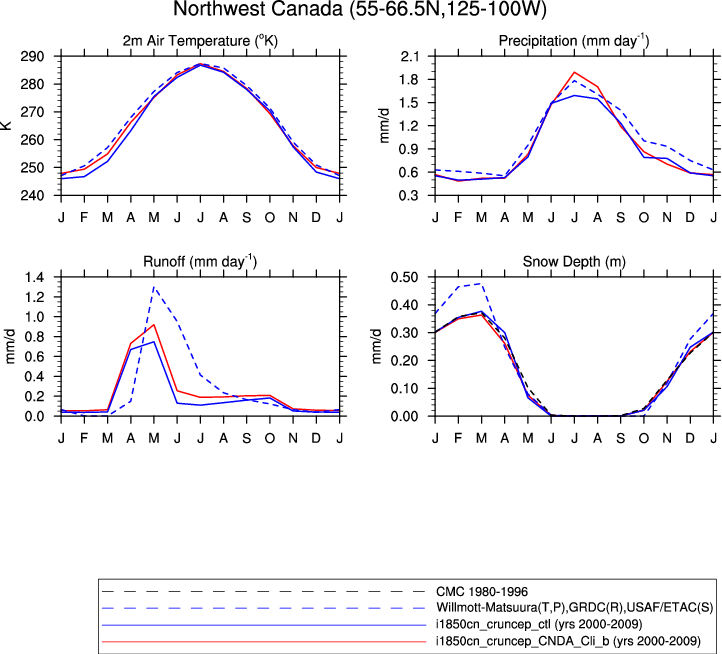 Northwest Canada (55-66.5N,125-100W)
2m Air Temperature (°K)
290
280
270
260
250
240
K
J F M A M J J A S O N D J
Precipitation (mm day-1)
2.1
1.8
1.5
1.2
0.9
0.6
0.3
mm/d
J F M A M J J A S O N D J
Runoff (mm day-1)
1.4
1.2
1.0
0.8
0.6
0.4
0.2
0.0
mm/d
J F M A M J J A S O N D J
Snow Depth (m)
0.50
0.40
0.30
0.20
0.10
0.00
mm/d
J F M A M J J A S O N D J
CMC 1980-1996
Willmott-Matsuura(T,P),GRDC(R),USAF/ETAC(S)
i1850cn_cruncep_ctl (yrs 2000-2009)
i1850cn_cruncep_CNDA_Cli_b (yrs 2000-2009)